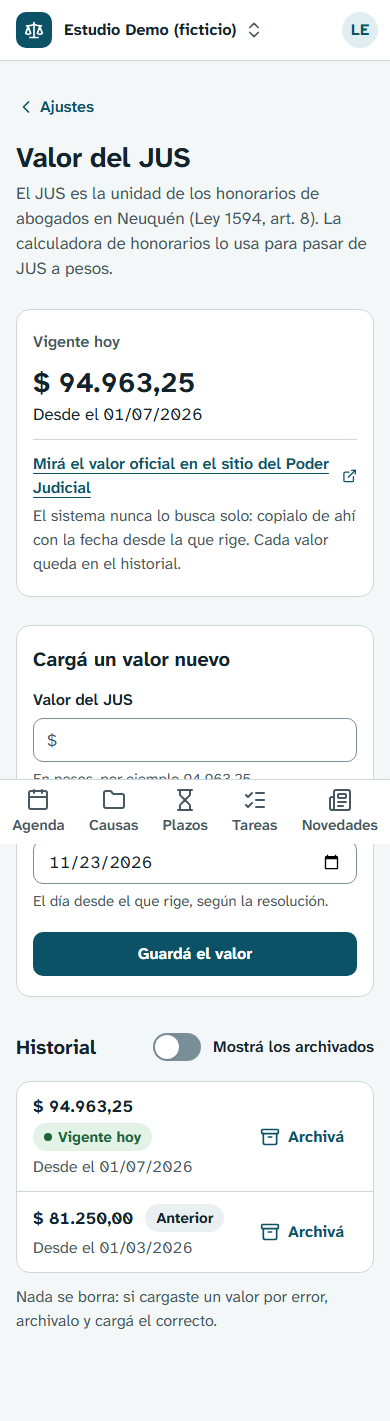 Estudio Demo (ficticio)
LE
Ajustes
Valor del JUS
El JUS es la unidad de los honorarios de
abogados en Neuquén (Ley 1594, art. 8). La
calculadora de honorarios lo usa para pasar de
JUS a pesos.
Vigente hoy
$ 94.963,25
Desde el 01/07/2026
Mirá el valor oficial en el sitio del Poder
Judicial
El sistema nunca lo busca solo: copialo de ahí
con la fecha desde la que rige. Cada valor
queda en el historial.
Cargá un valor nuevo
Valor del JUS
$
En pesos, por ejemplo 94.963,25
Agenda
Causas
Plazos
Tareas
Novedades
11/23/2026
El día desde el que rige, según la resolución.
Guardá el valor
Historial
Mostrá los archivados
$ 94.963,25
Vigente hoy
Desde el 01/07/2026
Archivá
$ 81.250,00
Anterior
Desde el 01/03/2026
Archivá
Nada se borra: si cargaste un valor por error,
archivalo y cargá el correcto.